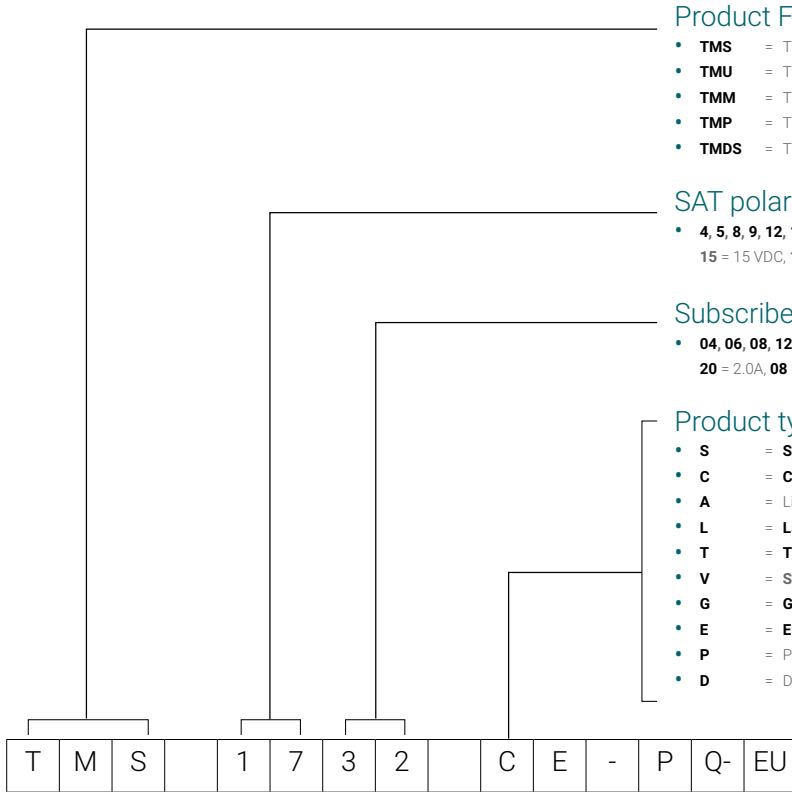 Product F
• TMS = T
• TMU = T
• TMM = T
• TMP = T
• TMDS = T
SAT polar
• 4, 5, 8, 9, 12,
15 = 15 VDC,
Subscribe
• 04, 06, 08, 12
20 = 2.0A, 08
Product ty
• S = S
• C = C
• A = Li
• L = L
• T = T
• V = S
• G = G
• E = E
• P = P
• D = D
T M S 1 7 3 2 C E - P Q- EU